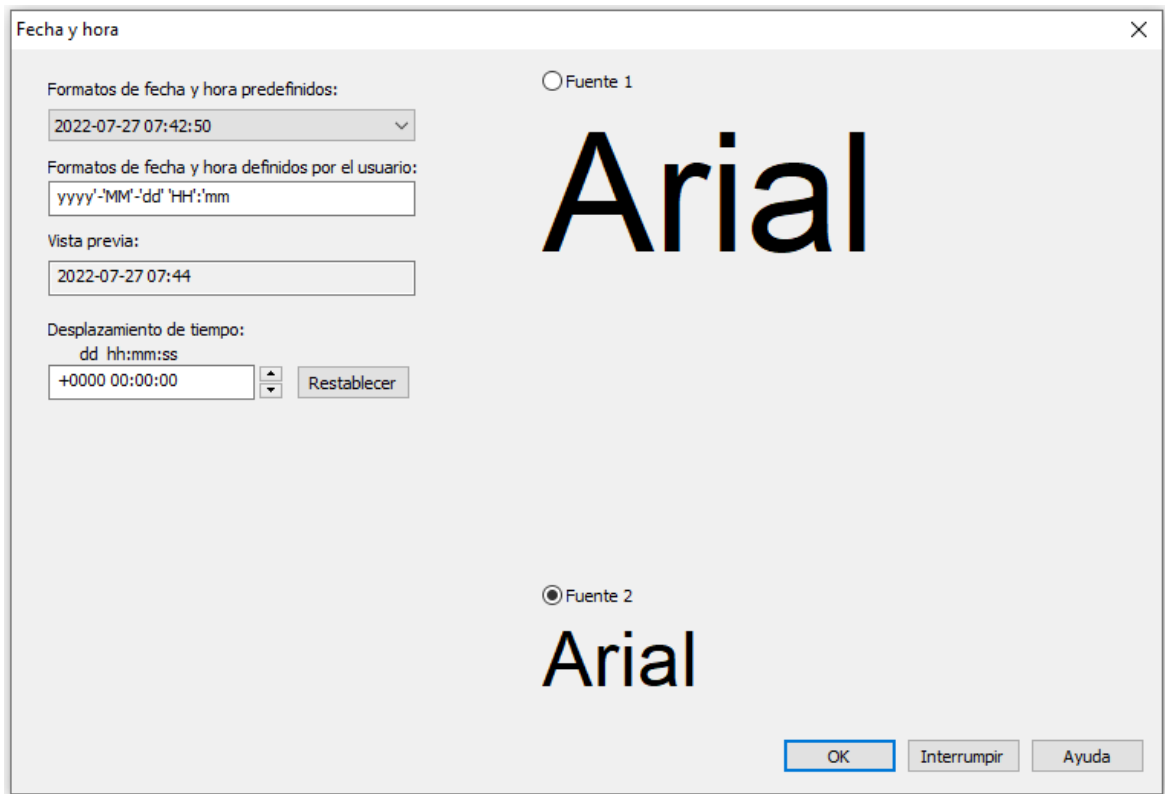 Fecha y hora
Formatos de fecha y hora predefinidos:
2022-07-27 07:42:50
Formatos de fecha y hora definidos por el usuario:
yyyy'-'MM'-'dd' 'HH':'mm
Vista previa:
2022-07-27 07:44
Desplazamiento de tiempo:
dd hh:mm:ss
+0000 00:00:00
Restablecer
Fuente 1
Arial
Fuente 2
Arial
OK
Interrumpir
Ayuda